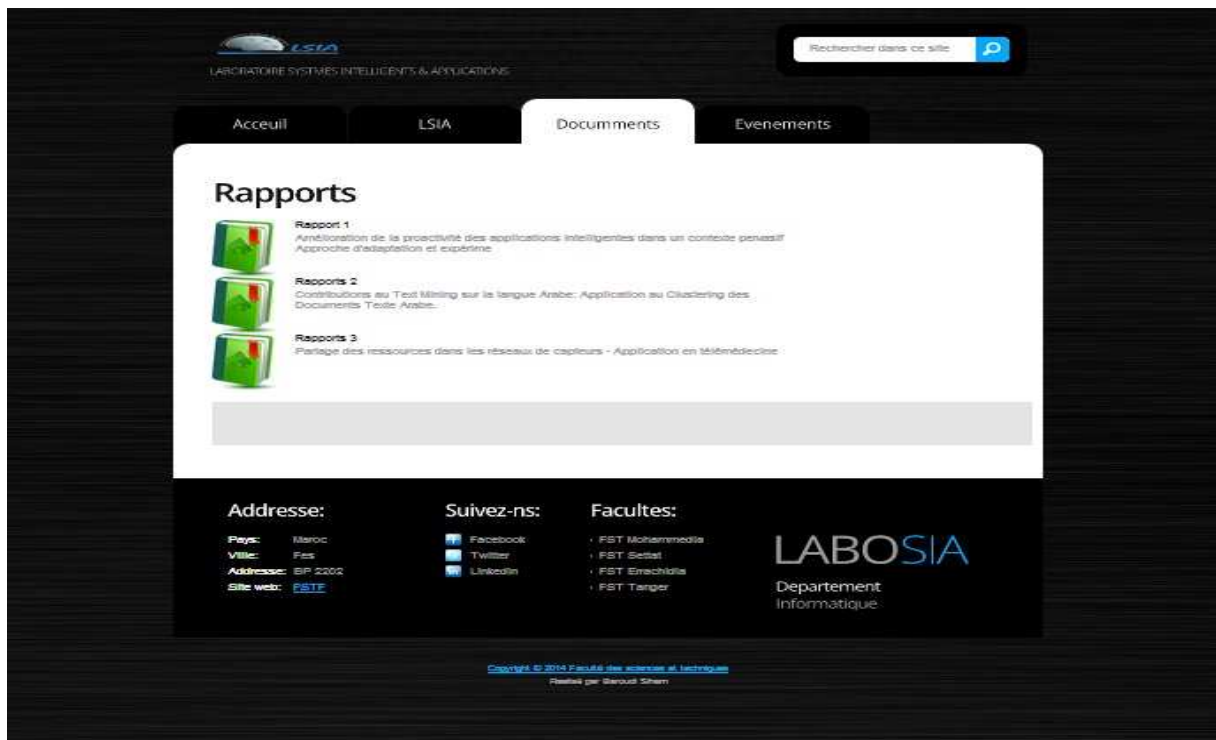 LSIA
LABORATOIRE SYSTMES INTELLIGENTS & APPLICATIONS
Rechercher dans ce site
Acceuil
LSIA
Documments
Evenements
Rapports
Rapport 1
Amélioration de la proactivité des applications intelligentes dans un contexte pervasif
Approche d'adaptation et expérime
Rapports 2
Contributions au Text Mining sur la langue Arabe: Application au Clustering des
Documents Texte Arabe.
Rapports 3
Partage des ressources dans les réseaux de capteurs - Application en télémédecine
Addresse:
Pays: Maroc
Ville: Fes
Addresse: BP 2202
Site web: FSTF
Suivez-ns:
Facebook
Twitter
LinkedIn
Facultes:
FST Mohammedia
FST Settat
FST Errachidia
FST Tanger
LABOSIA
Departement
Informatique
Copyright © 2014 Faculté des sciences et techniques
Realisé par Baroudi Siham